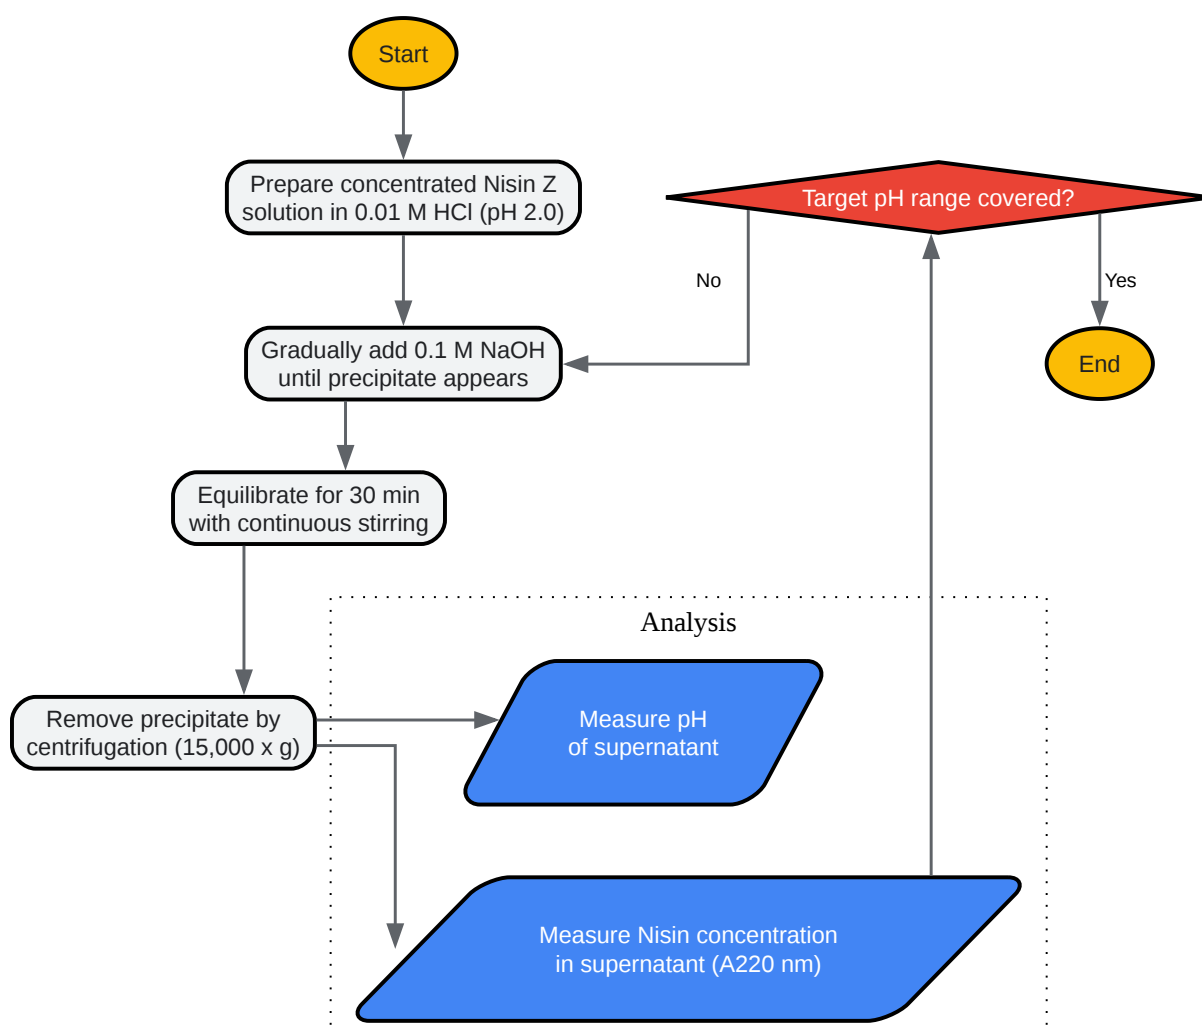 Start
Prepare concentrated Nisin Z
solution in 0.01 M HCl (pH 2.0)
Target pH range covered?
No
Yes
Gradually add 0.1 M NaOH
until precipitate appears
End
Equilibrate for 30 min
with continuous stirring
Analysis
Remove precipitate by
centrifugation (15,000 x g)
Measure pH
of supernatant
Measure Nisin concentration
in supernatant (A220 nm)